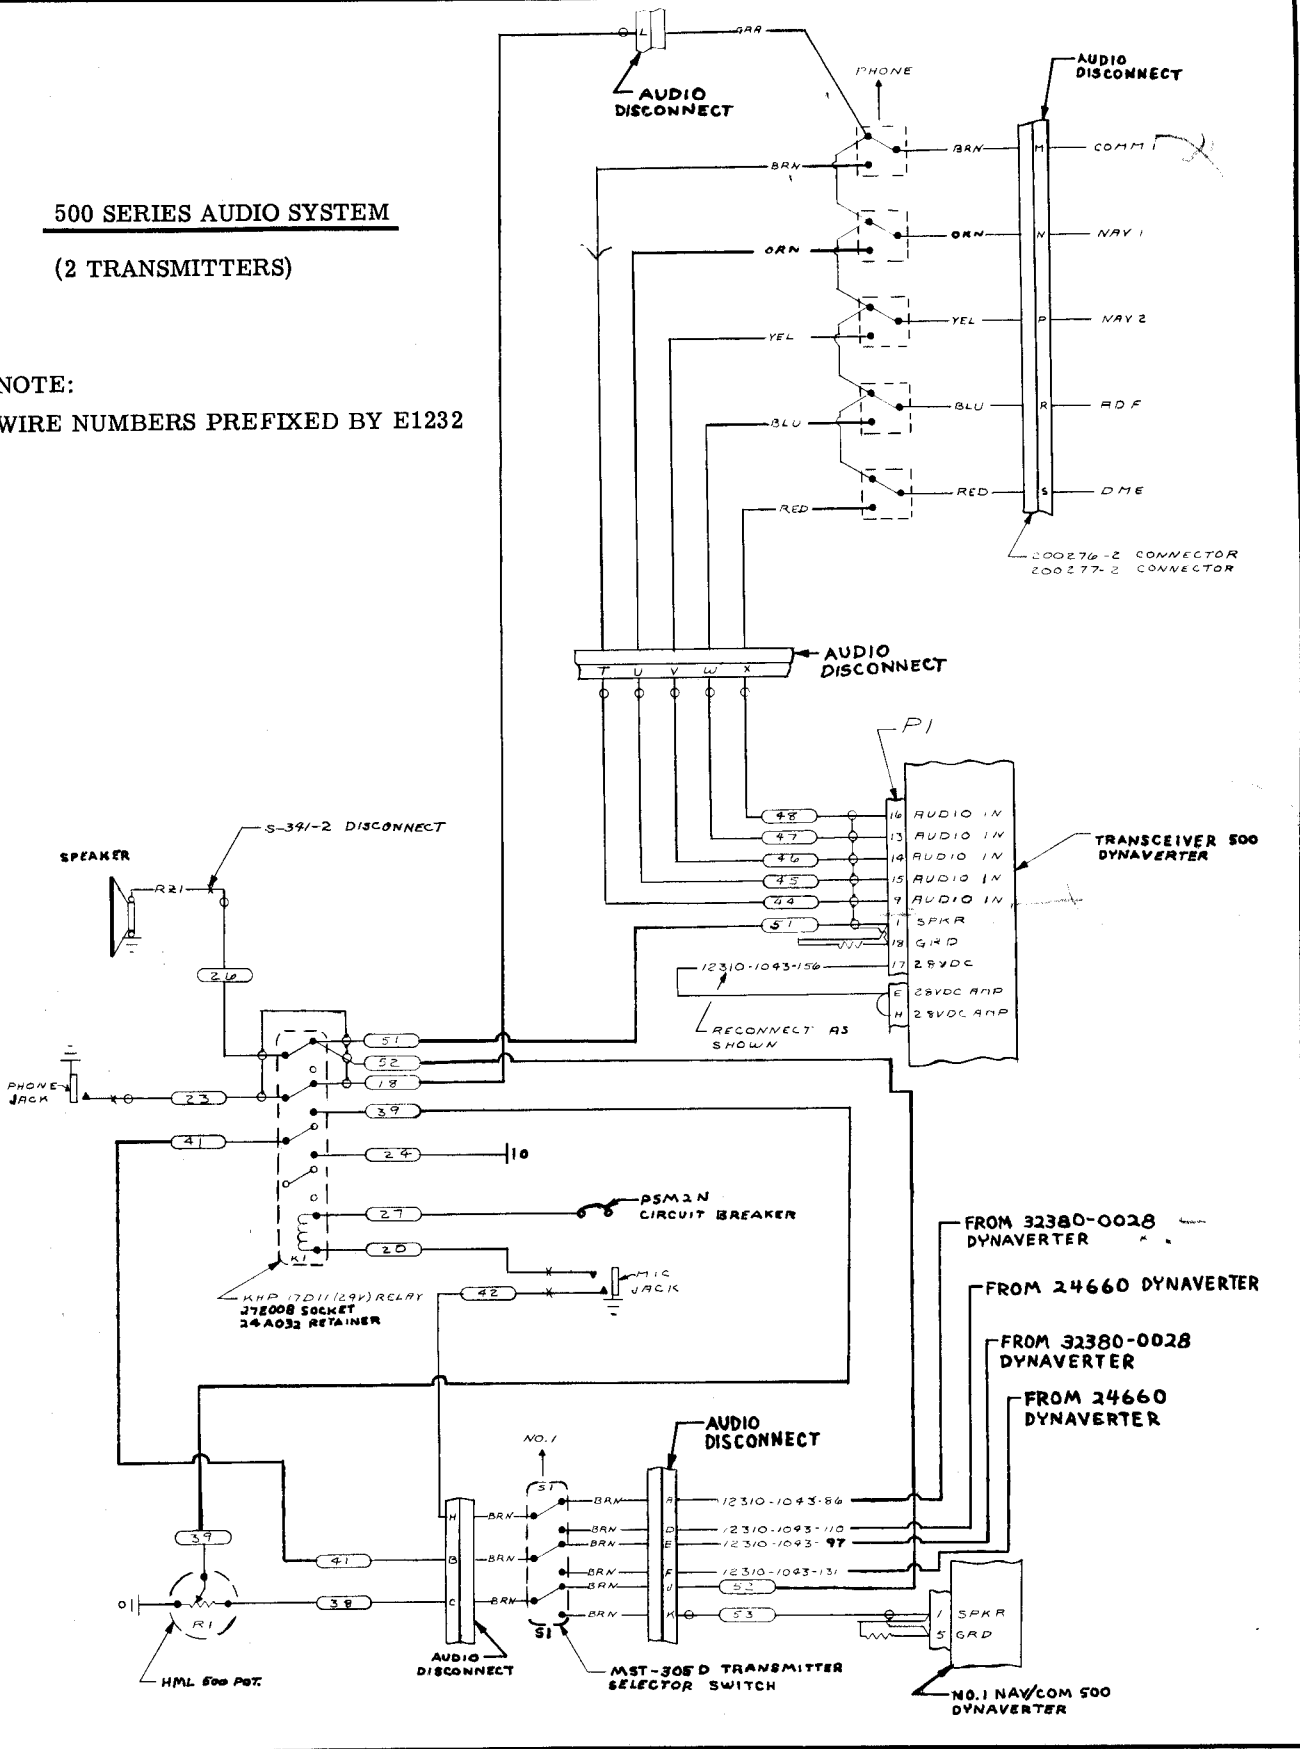 L
GRA
AUDIO
DISCONNECT
PHONE
AUDIO
DISCONNECT
BRN
M
COMM 1
BRN
500 SERIES AUDIO SYSTEM
(2 TRANSMITTERS)
ORN
N
NAV 1
ORN
YEL
P
NAV 2
YEL
NOTE:
WIRE NUMBERS PREFIXED BY E1232
BLU
R
ADF
BLU
RED
S
DME
RED
200276-2 CONNECTOR
200277-2 CONNECTOR
AUDIO
DISCONNECT
T U V W X
P1
48 16 AUDIO IN
47 13 AUDIO IN
46 14 AUDIO IN
45 15 AUDIO IN
44 9 AUDIO IN
51 1 SPKR
18 GRD
12310-1043-156 17 28VDC
E 28VDC AMP
H 28VDC AMP
TRANSCEIVER 500
DYNAVERTER
RECONNECT AS
SHOWN
S-341-2 DISCONNECT
SPEAKER
R21
26
51
52
18
PHONE
JACK
23
39
41
24
10
27
PSM2N
CIRCUIT BREAKER
20
K1
MIC
JACK
42
KHP 17D11(24V) RELAY
27E008 SOCKET
24A032 RETAINER
FROM 32380-0028
DYNAVERTER
FROM 24660 DYNAVERTER
FROM 32380-0028
DYNAVERTER
FROM 24660
DYNAVERTER
AUDIO
DISCONNECT
NO.1
S1
BRN A 12310-1043-86
H BRN
BRN D 12310-1043-110
BRN E 12310-1043-97
39
41 B BRN
BRN F 12310-1043-131
BRN J 52
38 C BRN
BRN K 53
10
R1
1 SPKR
5 GRD
S1
HML 500 POT.
AUDIO
DISCONNECT
MST-305 D TRANSMITTER
SELECTOR SWITCH
NO.1 NAV/COM 500
DYNAVERTER